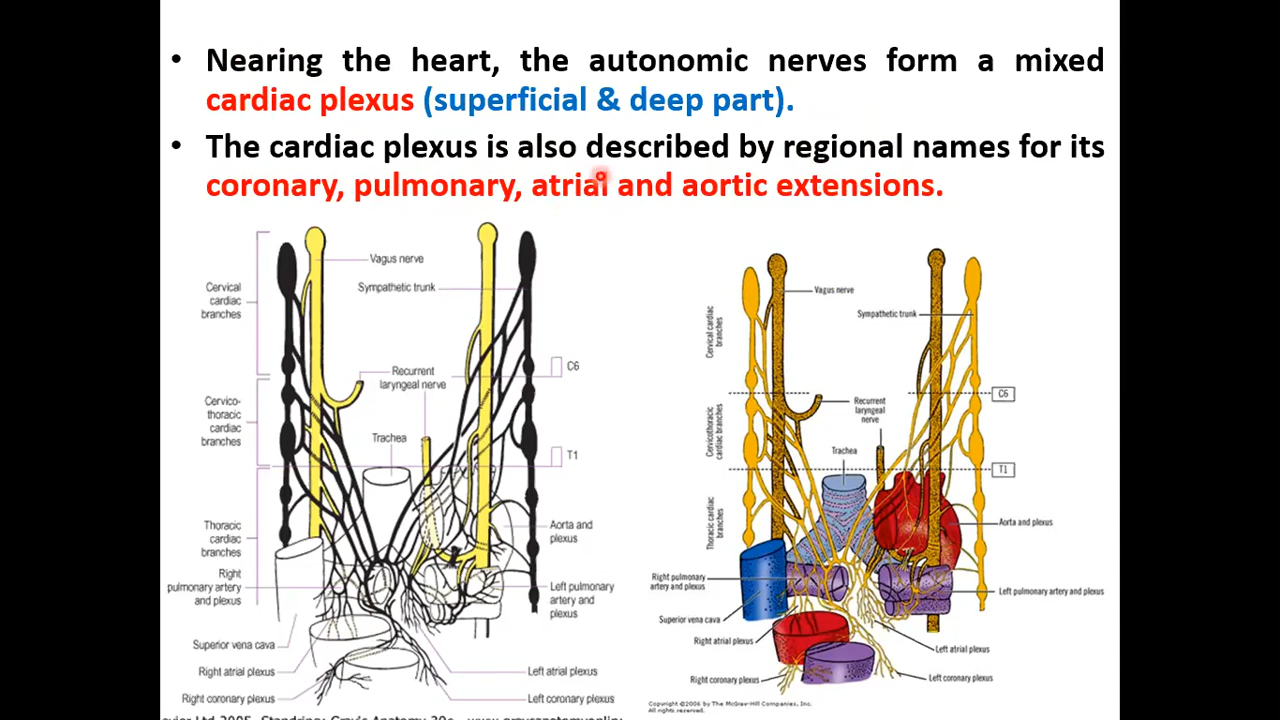 • Nearing the heart, the autonomic nerves form a mixed
cardiac plexus (superficial & deep part).
• The cardiac plexus is also described by regional names for its
coronary, pulmonary, atrial and aortic extensions.
Vagus nerve
Cervical
cardiac
branches
Sympathetic trunk
C6
Recurrent
laryngeal nerve
Cervico-
thoracic
cardiac
branches
Trachea
T1
Thoracic
cardiac
branches
Aorta and
plexus
Right
pulmonary artery
and plexus
Left pulmonary
artery and
plexus
Superior vena cava
Right atrial plexus
Left atrial plexus
Right coronary plexus
Left coronary plexus
Vagus nerve
Sympathetic trunk
Cervical cardiac
branches
C6
Recurrent
laryngeal
nerve
Cervicothoracic
cardiac branches
Trachea
T1
Thoracic cardiac
branches
Aorta and plexus
Right pulmonary
artery and plexus
Left pulmonary artery and plexus
Superior vena cava
Right atrial plexus
Left atrial plexus
Right coronary plexus
Left coronary plexus
Copyright ©2006 by The McGraw-Hill Companies, Inc.
All rights reserved.